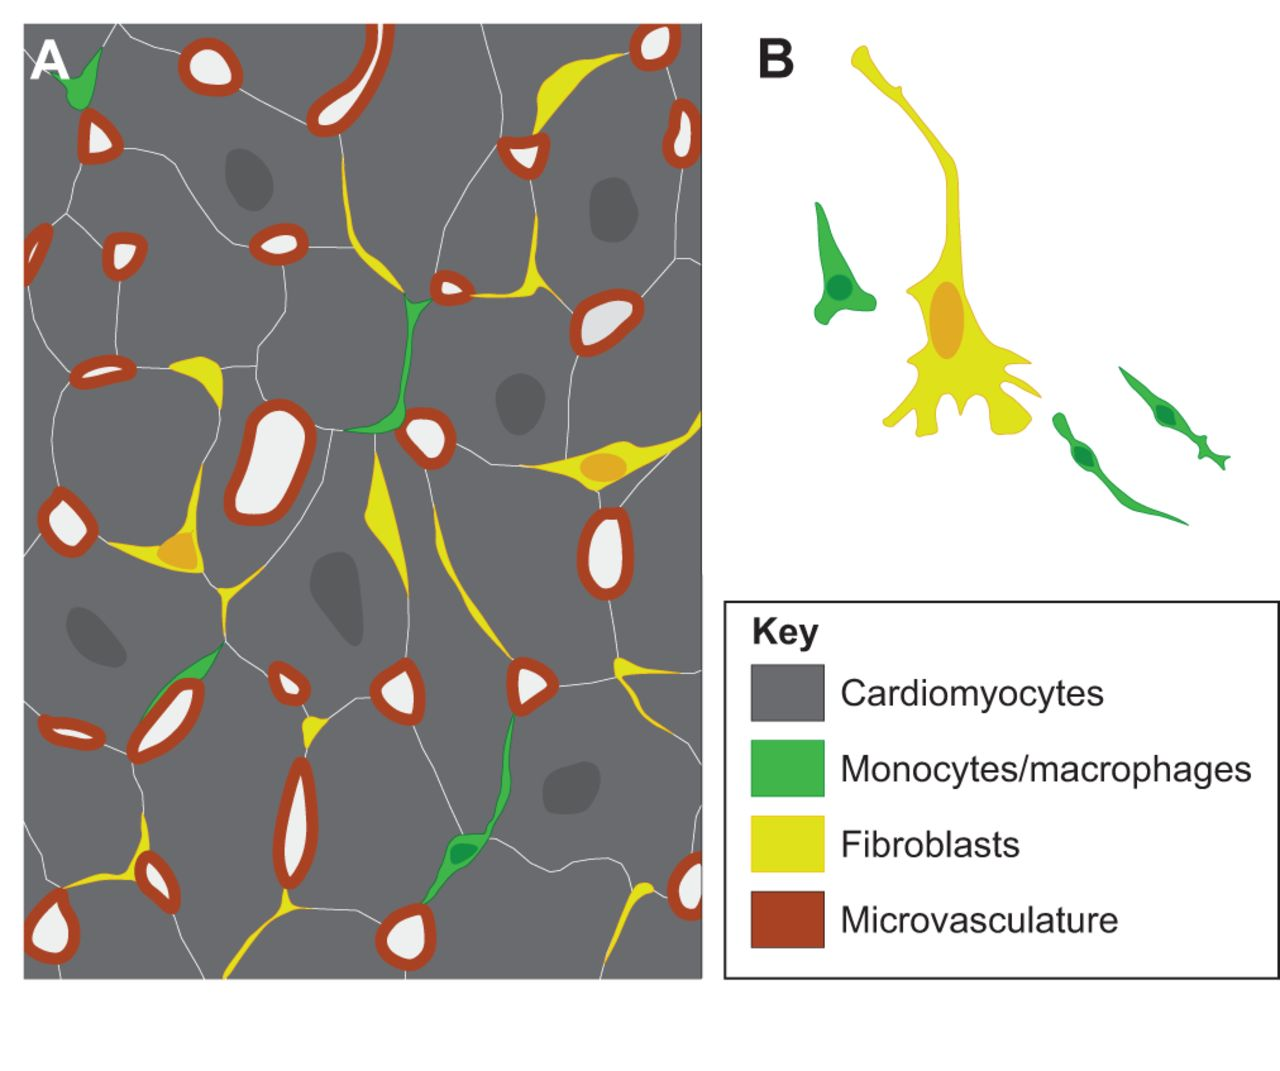 A
B
Key
Cardiomyocytes
Monocytes/macrophages
Fibroblasts
Microvasculature